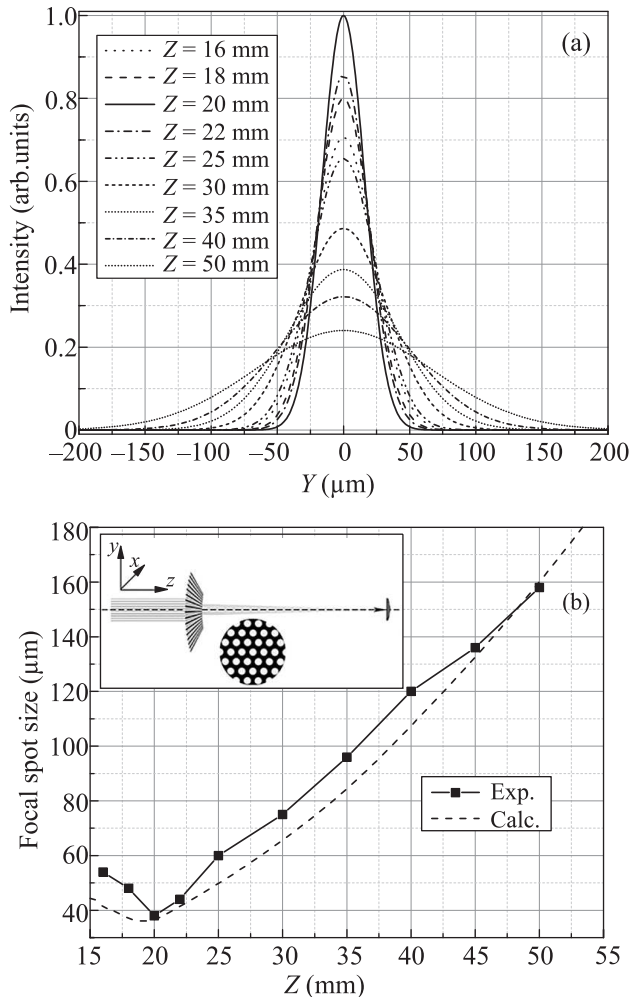 (a)
Z = 16 mm
Z = 18 mm
Z = 20 mm
Z = 22 mm
Z = 25 mm
Z = 30 mm
Z = 35 mm
Z = 40 mm
Z = 50 mm
Intensity (arb.units)
1.0
0.8
0.6
0.4
0.2
0
–200 –150 –100 –50 0 50 100 150 200
Y (µm)
(b)
y
x
z
Focal spot size (µm)
180
160
140
120
100
80
60
40
Exp.
Calc.
15 20 25 30 35 40 45 50 55
Z (mm)